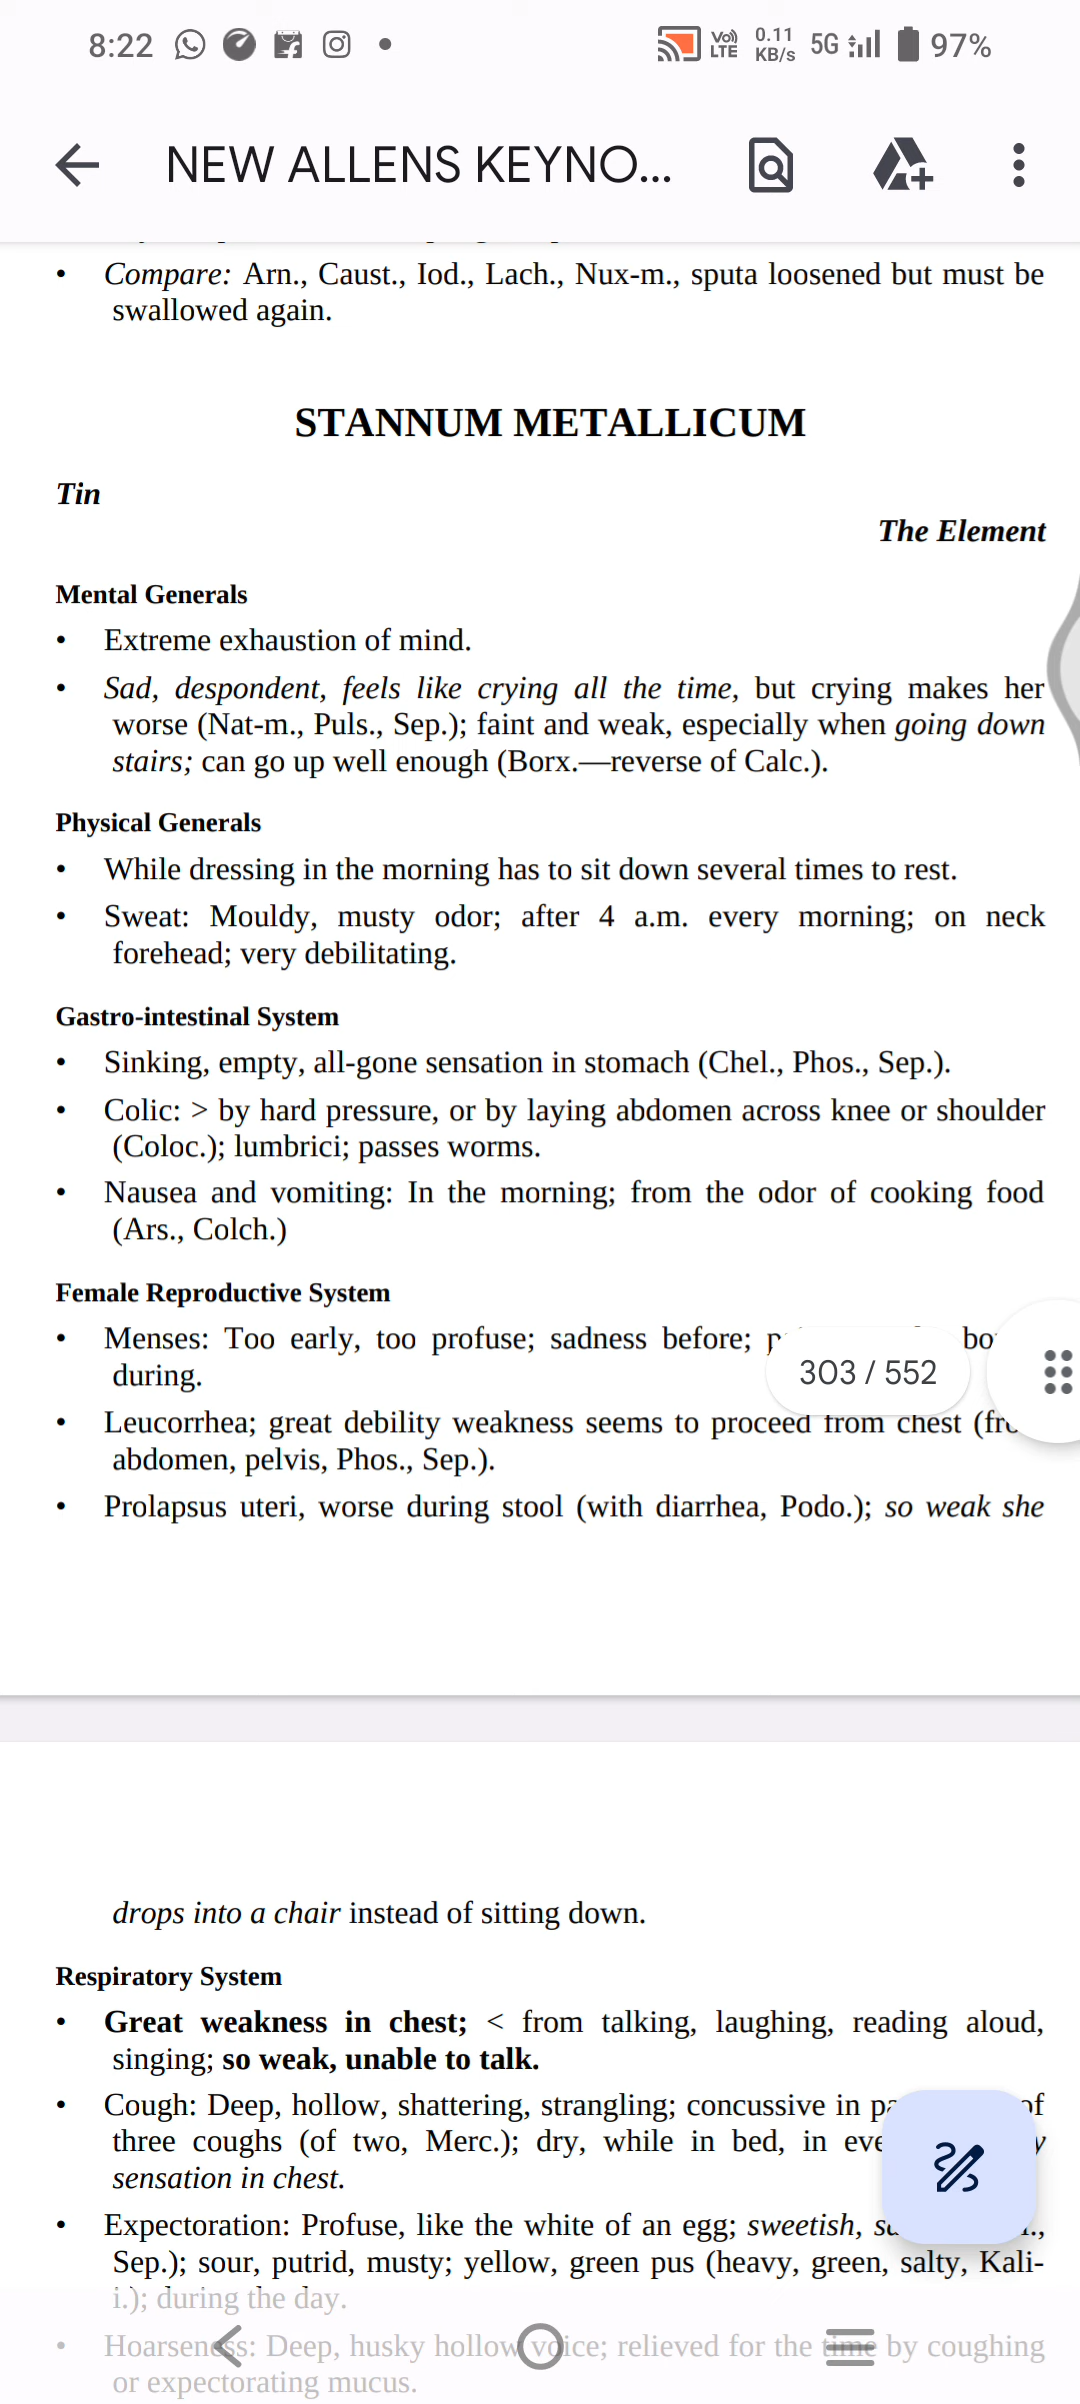 8:22
Vo)) LTE
0.11 KB/s
5G
97%
NEW ALLENS KEYNO...
• Compare: Arn., Caust., Iod., Lach., Nux-m., sputa loosened but must be
swallowed again.
STANNUM METALLICUM
Tin
The Element
Mental Generals
• Extreme exhaustion of mind.
• Sad, despondent, feels like crying all the time, but crying makes her
worse (Nat-m., Puls., Sep.); faint and weak, especially when going down
stairs; can go up well enough (Borx.—reverse of Calc.).
Physical Generals
• While dressing in the morning has to sit down several times to rest.
• Sweat: Mouldy, musty odor; after 4 a.m. every morning; on neck
forehead; very debilitating.
Gastro-intestinal System
• Sinking, empty, all-gone sensation in stomach (Chel., Phos., Sep.).
• Colic: > by hard pressure, or by laying abdomen across knee or shoulder
(Coloc.); lumbrici; passes worms.
• Nausea and vomiting: In the morning; from the odor of cooking food
(Ars., Colch.)
Female Reproductive System
• Menses: Too early, too profuse; sadness before;
during.
303 / 552
• Leucorrhea; great debility weakness seems to proceed from chest
abdomen, pelvis, Phos., Sep.).
• Prolapsus uteri, worse during stool (with diarrhea, Podo.); so weak she
drops into a chair instead of sitting down.
Respiratory System
• Great weakness in chest; < from talking, laughing, reading aloud,
singing; so weak, unable to talk.
• Cough: Deep, hollow, shattering, strangling; concussive in of
three coughs (of two, Merc.); dry, while in bed, in
sensation in chest.
• Expectoration: Profuse, like the white of an egg; sweetish,
Sep.); sour, putrid, musty; yellow, green pus (heavy, green, salty, Kali-
i.); during the day.
• Hoarseness: Deep, husky hollow voice; relieved for the time by coughing
or expectorating mucus.